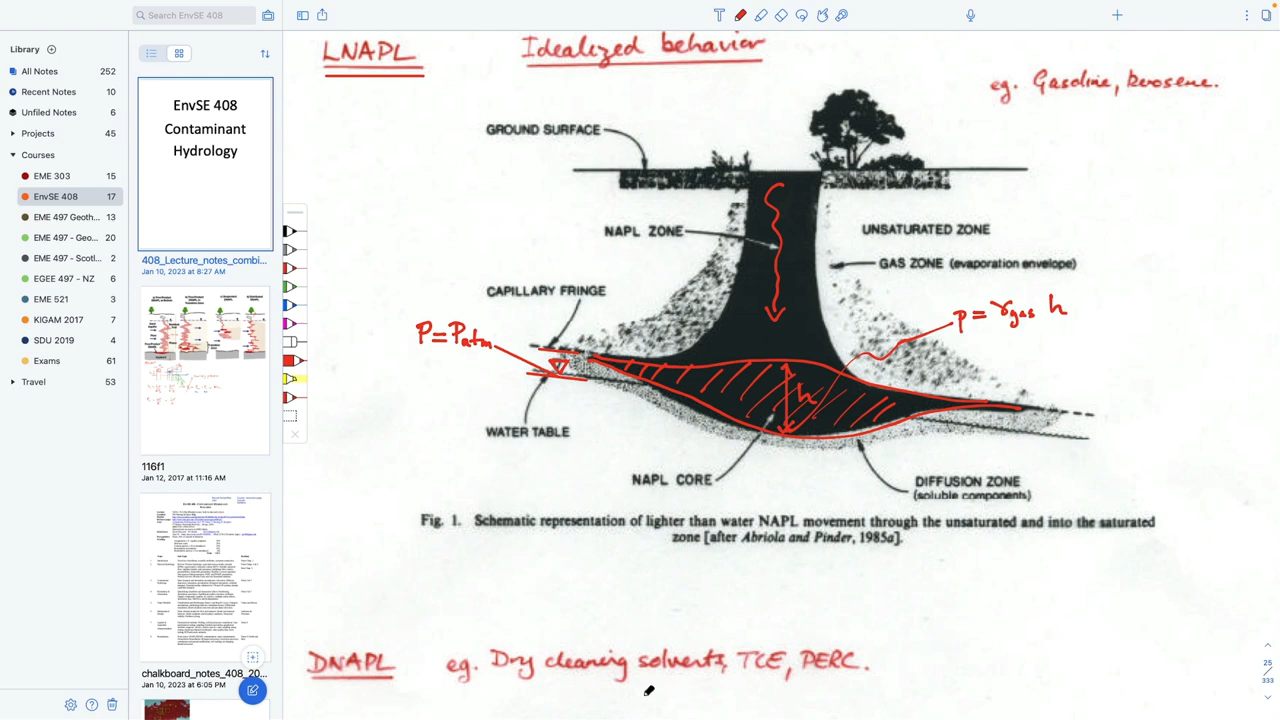 Search EnvSE 408
Library
All Notes 252
Recent Notes 10
Unfiled Notes 6
Projects 45
Courses
EME 303 15
EnvSE 408 17
EME 497 Geoth... 13
EME 497 - Geo... 20
EME 497 - Scotl... 2
EGEE 497 - NZ 6
EME 521 3
KIGAM 2017 7
SDU 2019 4
Exams 61
Travel 53
EnvSE 408
Contaminant
Hydrology
408_Lecture_notes_combi...
Jan 10, 2023 at 8:27 AM
116f1
Jan 12, 2017 at 11:16 AM
chalkboard_notes_408_20...
Jan 10, 2023 at 6:05 PM
LNAPL Idealized behavior
eg. Gasoline, kerosene.
GROUND SURFACE
NAPL ZONE
UNSATURATED ZONE
GAS ZONE (evaporation envelope)
CAPILLARY FRINGE
P = Patm
P = γgas h
h
WATER TABLE
NAPL CORE
DIFFUSION ZONE
(soluble components)
Fig. 1. Schematic representation of lighter than water NAPL movement through the unsaturated and into the saturated
zone [after Abriola and Pinder, 1985a].
DNAPL eg. Dry cleaning solvents, TCE, PERC.
25
333